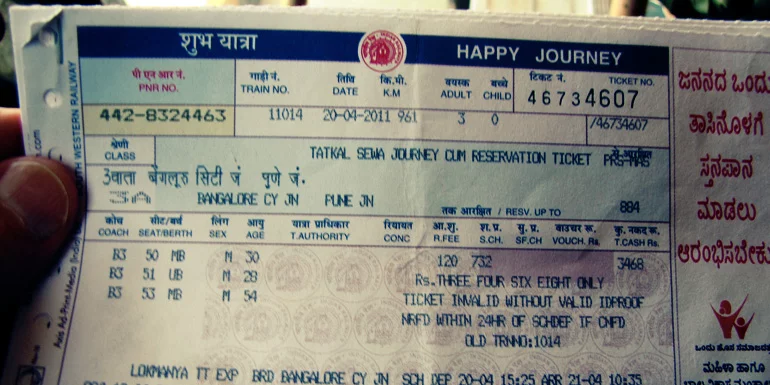 शुभ यात्रा HAPPY JOURNEY
पी एन आर नं. गाड़ी नं. तिथि कि.मी. वयस्क बच्चे टिकट नं. TICKET NO.
PNR NO. TRAIN NO. DATE K.M ADULT CHILD 46734607
442-8324463 11014 20-04-2011 961 3 0 /46734607
श्रेणी
CLASS TATKAL SEWA JOURNEY CUM RESERVATION TICKET
3वाता बेंगलूरु सिटी जं पुणे जं.
3A BANGALORE CY JN PUNE JN तक आरक्षित / RESV. UP TO 884
कोच सीट/बर्थ लिंग आयु यात्रा प्राधिकार रियायत आ.शु. श.प्र. सु.प्र. वाउचर रू. कु. नकद रू.
COACH SEAT/BERTH SEX AGE T.AUTHORITY CONC R.FEE S.CH. SF.CH VOUCH. Rs. T.CASH Rs.
B3 50 MB M 30 120 732 3468
B3 51 UB M 28 Rs.THREE FOUR SIX EIGHT ONLY
B3 53 MB M 54 TICKET INVALID WITHOUT VALID IDPROOF
NRFD WITHIN 24HR OF SCHDEP IF CNFD
OLD TRNNO:1014
LOKMANYA TT EXP BRD BANGALORE CY JN SCH DEP 20-04 15:25 ARR 21-04 10:35
SOUTH WESTERN RAILWAY
ಜನನದ ಒಂದು
ತಾಸಿನೊಳಗೆ
ಸ್ತನಪಾನ
ಮಾಡಲು
ಆರಂಭಿಸಬೇಕು
ಮಹಿಳಾ ಹಾಗೂ